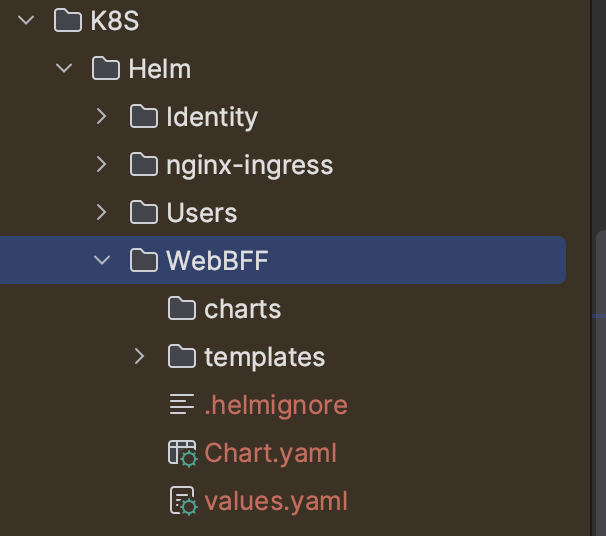 K8S
Helm
Identity
nginx-ingress
Users
WebBFF
charts
templates
.helmignore
Chart.yaml
values.yaml